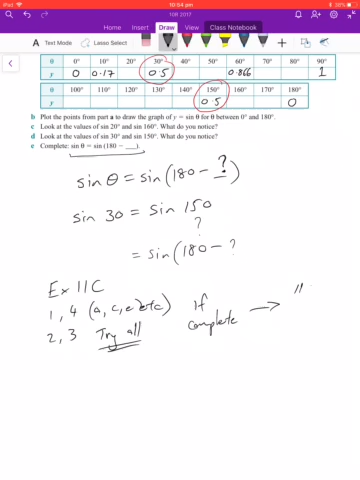 iPad 10:54 pm 38%
10B 2017
Home Insert Draw View Class Notebook
A Text Mode Lasso Select
θ 0° 10° 20° 30° 40° 50° 60° 70° 80° 90°
y 0 0.17 0.5 0.866 1
θ 100° 110° 120° 130° 140° 150° 160° 170° 180°
y 0.5 0
b Plot the points from part a to draw the graph of y = sin θ for θ between 0° and 180°.
c Look at the values of sin 20° and sin 160°. What do you notice?
d Look at the values of sin 30° and sin 150°. What do you notice?
e Complete: sin θ = sin (180 − __).
sin θ = sin (180 − ?)
sin 30 = sin 150
?
= sin (180 − ?
Ex 11C
1, 4 (a, c, e etc) If
2, 3 Try all complete → "